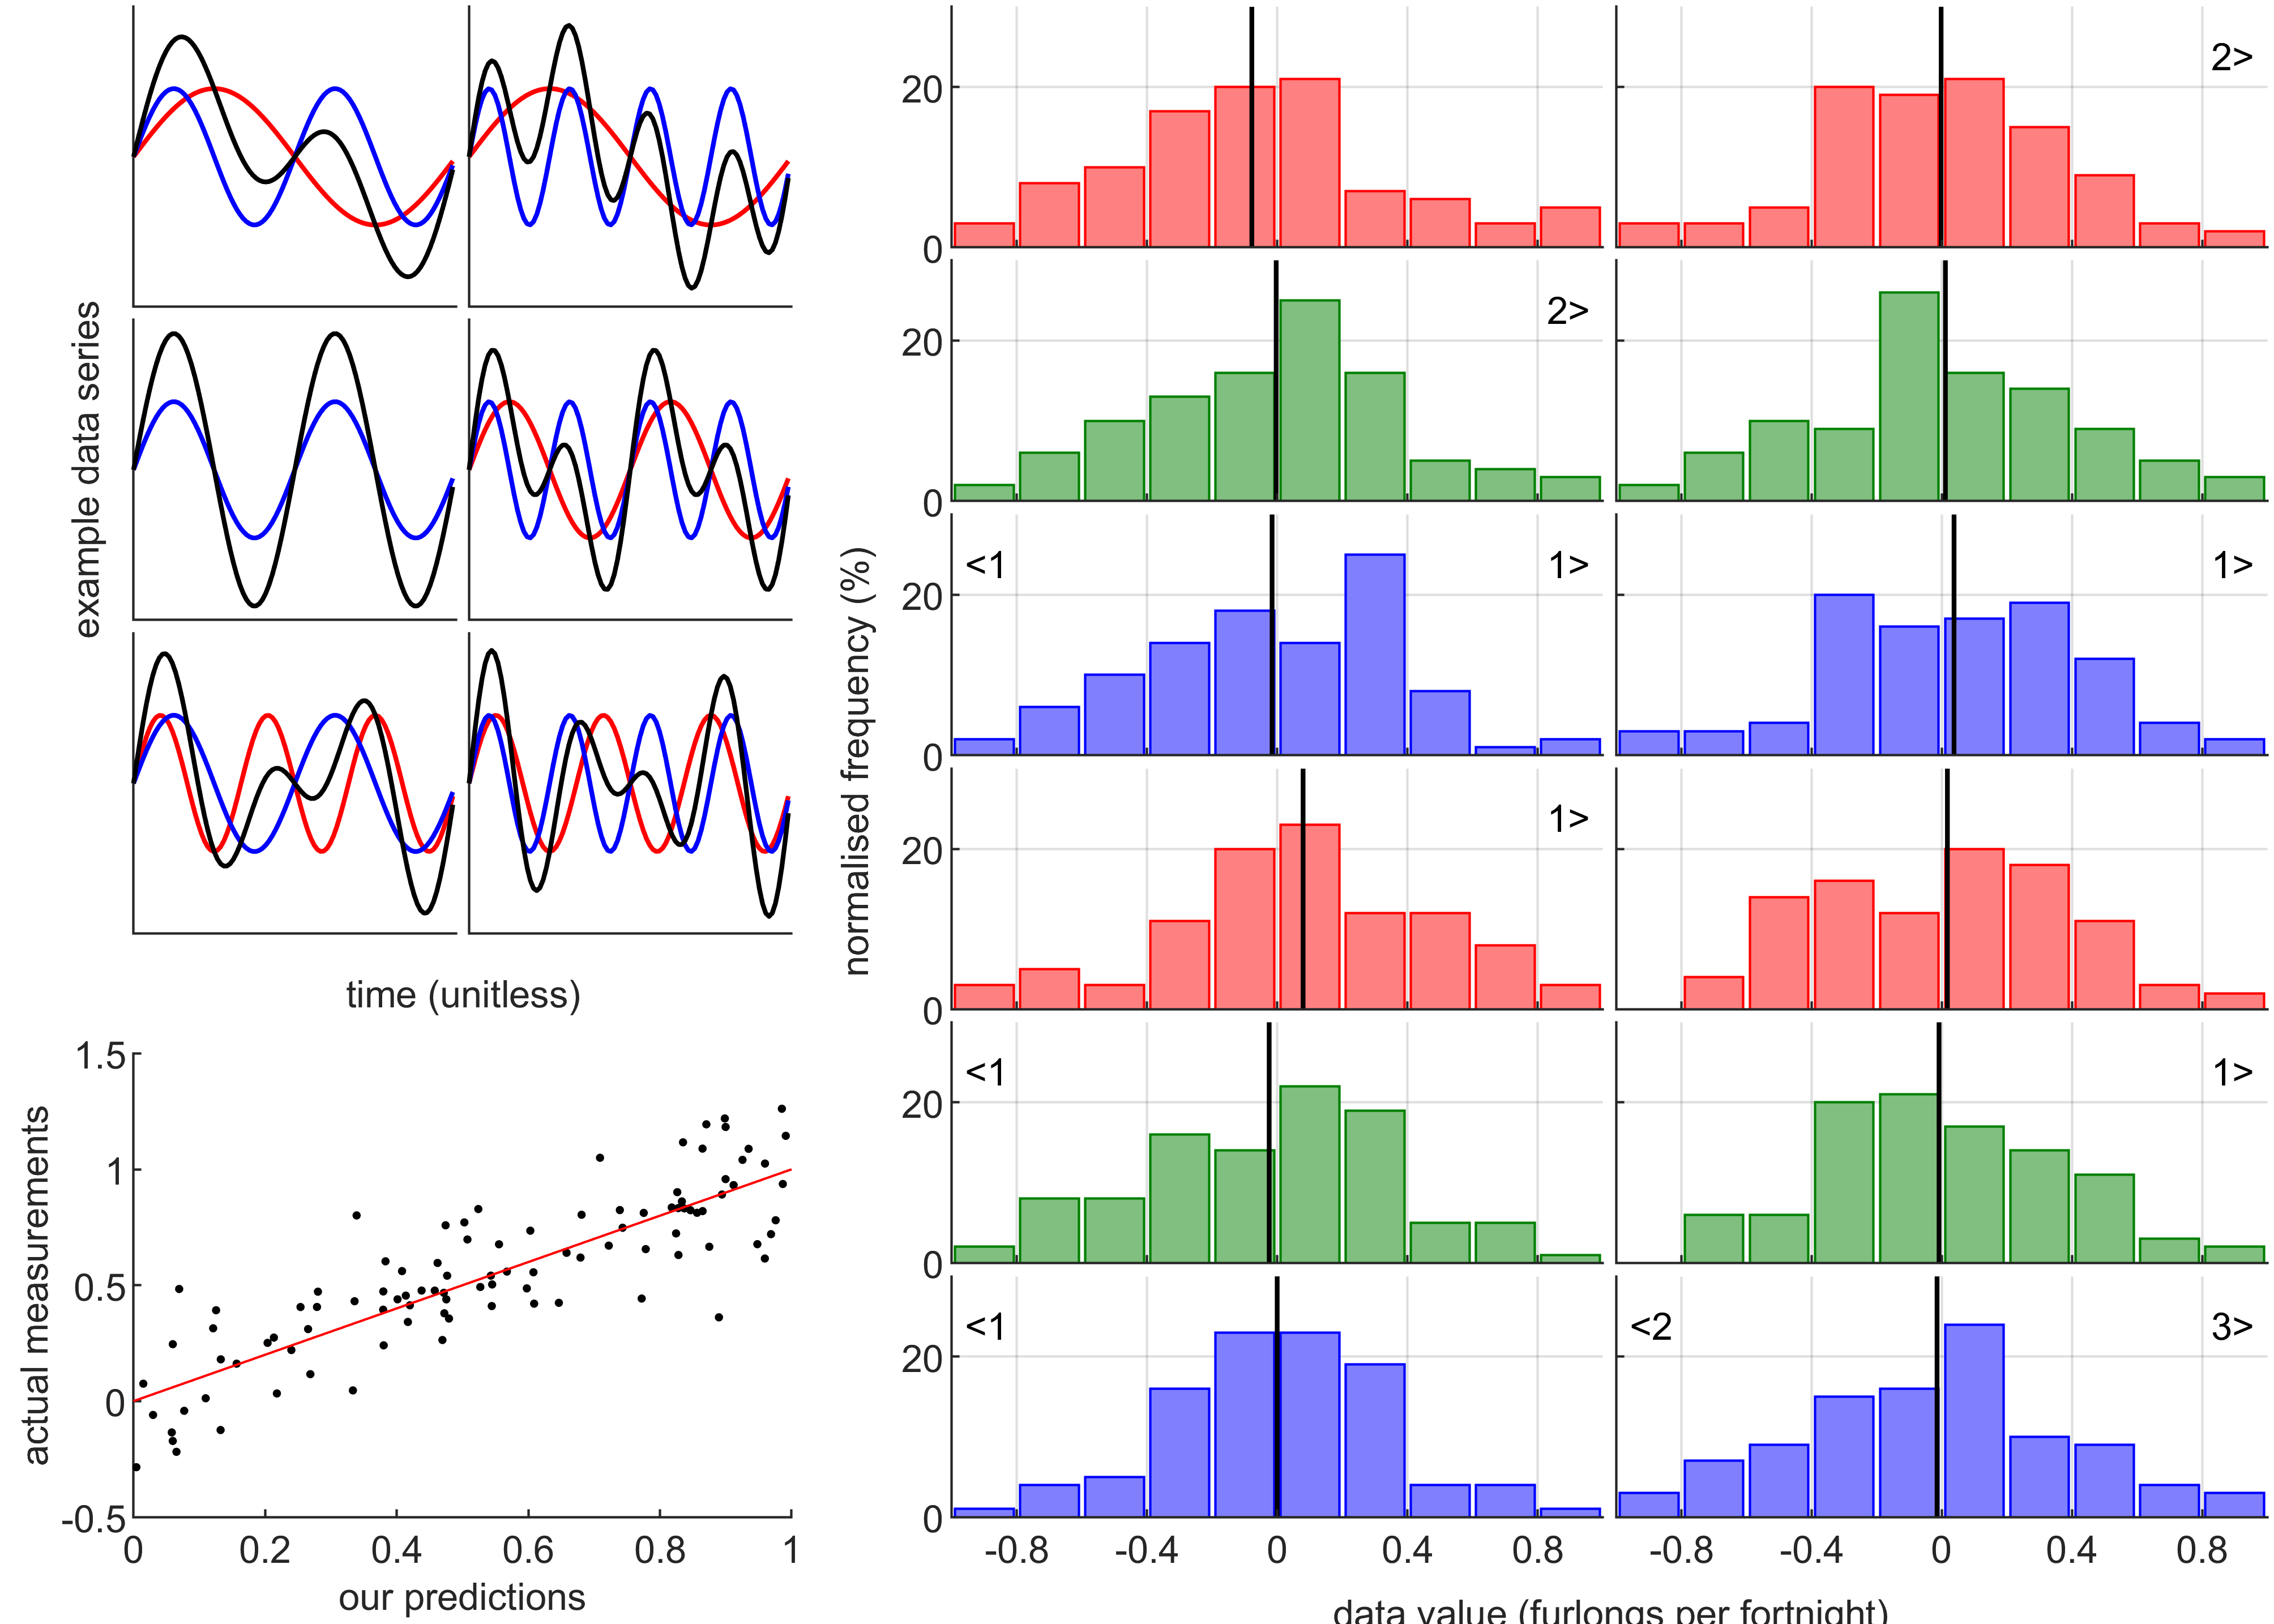 example data series
time (unitless)
1.5
1
0.5
0
-0.5
0 0.2 0.4 0.6 0.8 1
actual measurements
our predictions
normalised frequency (%)
20
0
2>
20
0
2>
20
0
<1 1>
1>
20
0
1>
20
0
<1
1>
20
0
<1
<2 3>
-0.8 -0.4 0 0.4 0.8
-0.8 -0.4 0 0.4 0.8
data value (furlongs per fortnight)